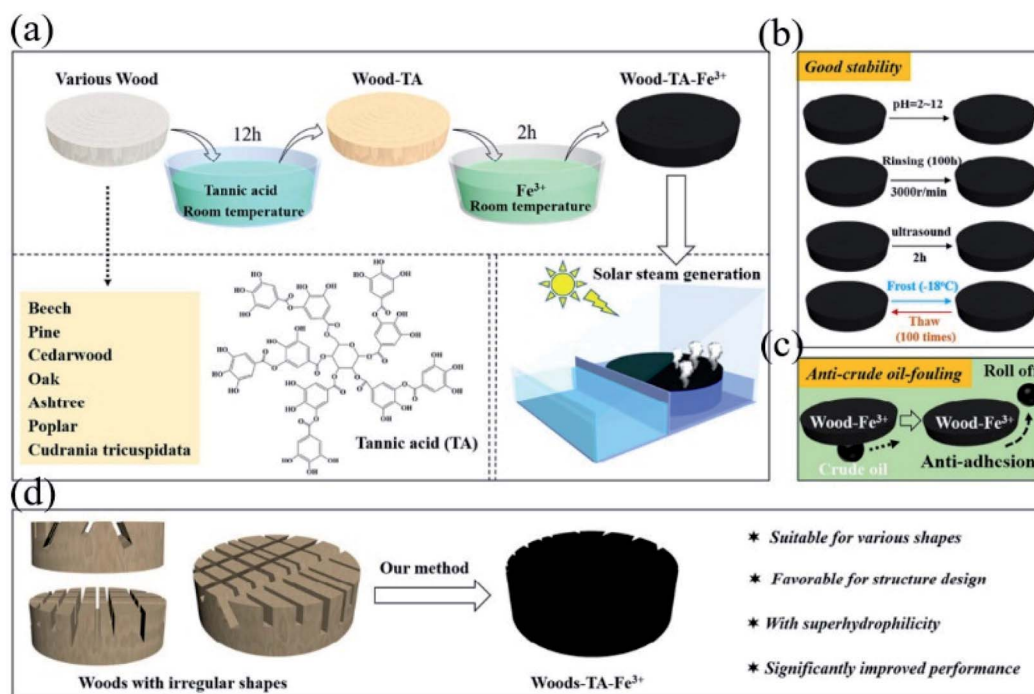 (a)
Various Wood
Wood-TA
Wood-TA-Fe³⁺
12h
2h
Tannic acid
Room temperature
Fe³⁺
Room temperature
Beech
Pine
Cedarwood
Oak
Ashtree
Poplar
Cudrania tricuspidata
Tannic acid (TA)
Solar steam generation
(b)
Good stability
pH=2~12
Rinsing (100h)
3000r/min
ultrasound
2h
Frost (-18°C)
Thaw
(100 times)
(c)
Anti-crude oil-fouling
Roll off
Wood-Fe³⁺
Wood-Fe³⁺
Crude oil
Anti-adhesion
(d)
Woods with irregular shapes
Our method
Woods-TA-Fe³⁺
✶ Suitable for various shapes
✶ Favorable for structure design
✶ With superhydrophilicity
✶ Significantly improved performance